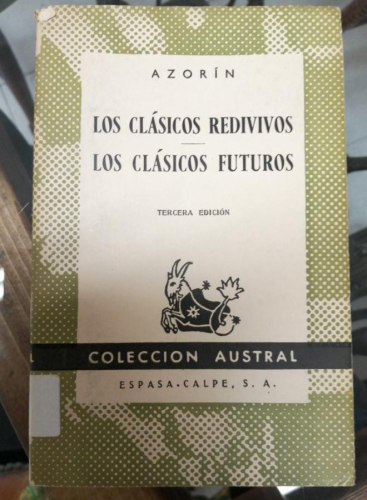 AZORÍN
LOS CLÁSICOS REDIVIVOS
LOS CLÁSICOS FUTUROS
TERCERA EDICIÓN
COLECCION AUSTRAL
ESPASA-CALPE, S. A.